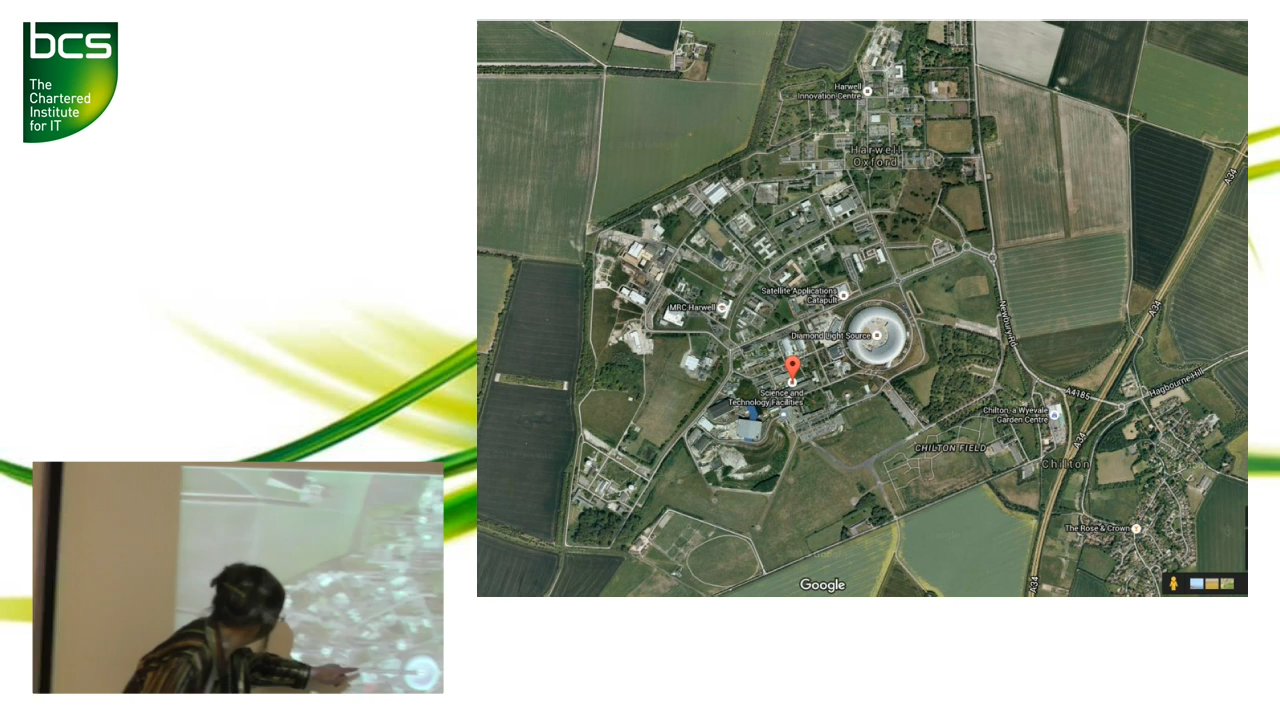 bcs
The
Chartered
Institute
for IT
Harwell
Innovation Centre
Harwell
Oxford
A34
Satellite Applications
Catapult
MRC Harwell
Diamond Light Source
Newbury Rd
A34
Science and
Technology Facilities
A4185
Hagbourne Hill
Chilton, a Wyevale
Garden Centre
A34
CHILTON FIELD
Chilton
The Rose & Crown
Google
A34